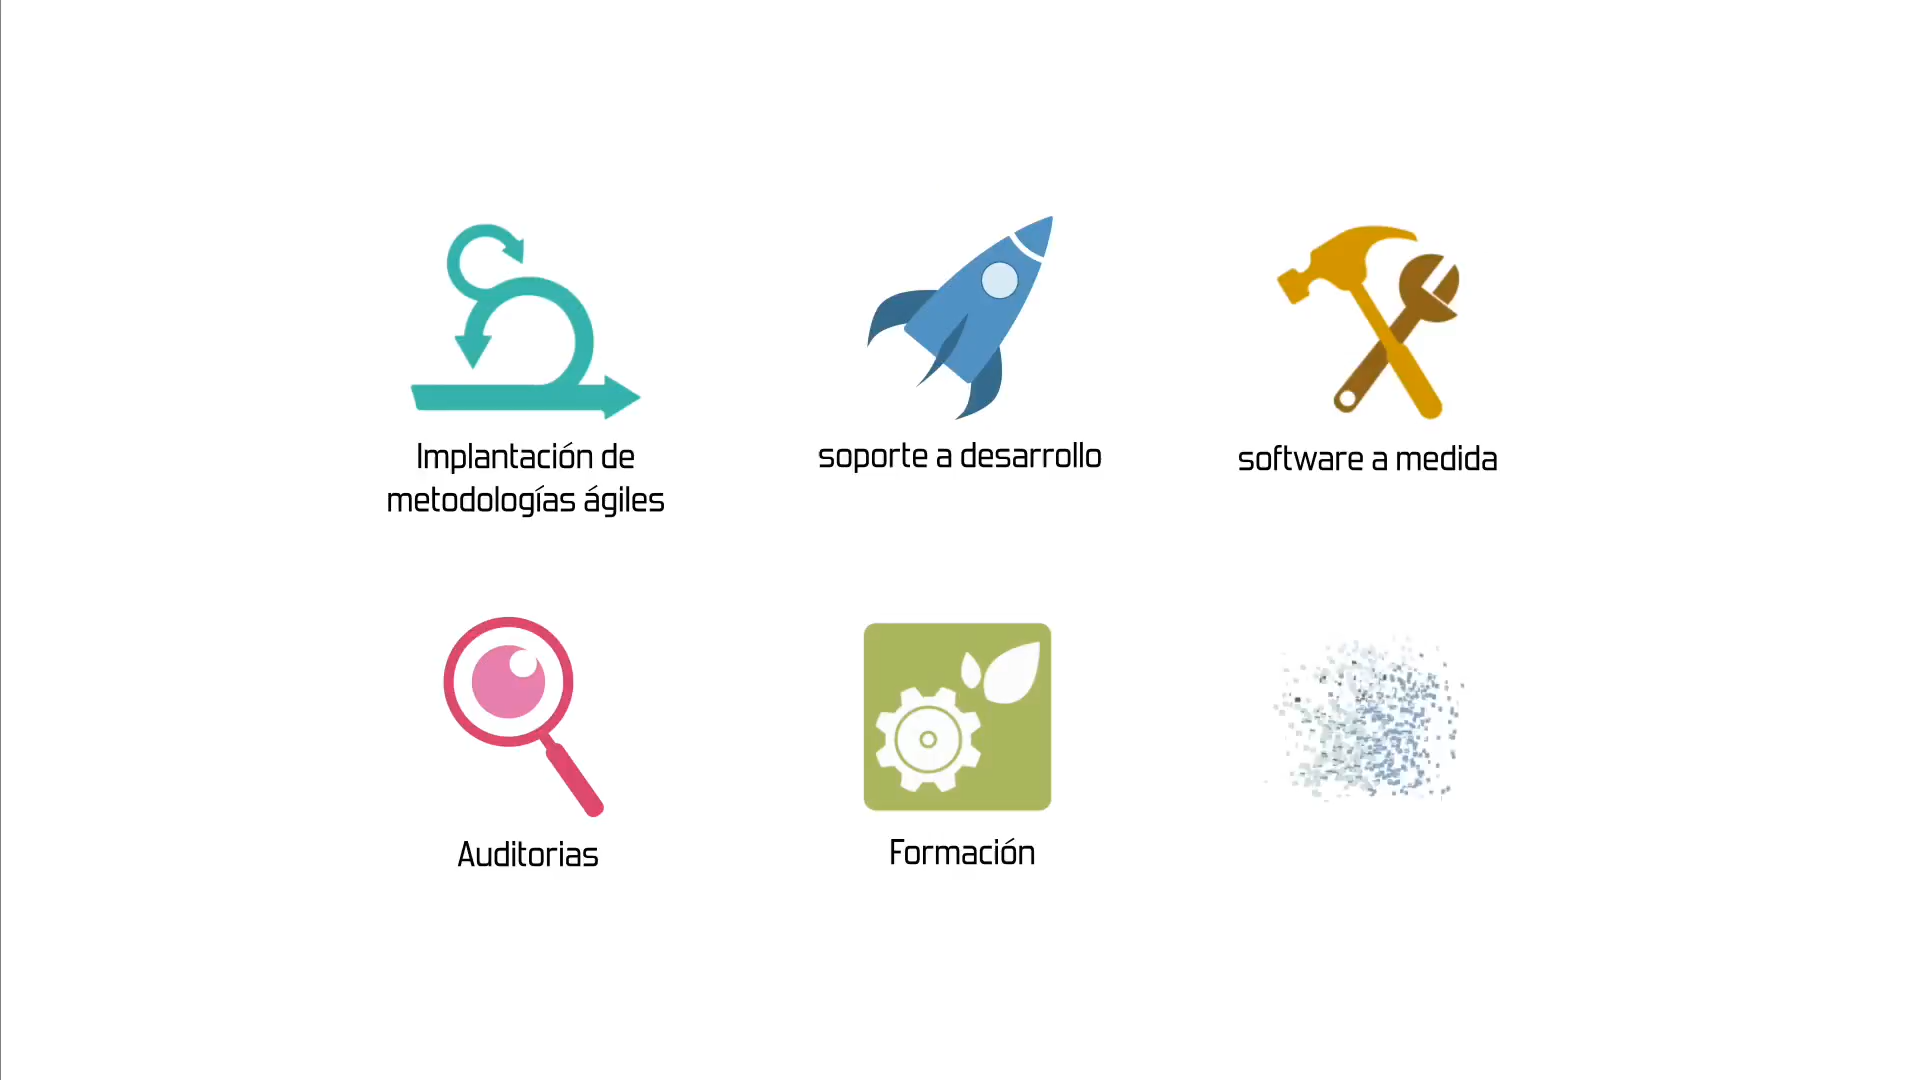 Implantación de
metodologías ágiles
soporte a desarrollo
software a medida
Auditorias
Formación